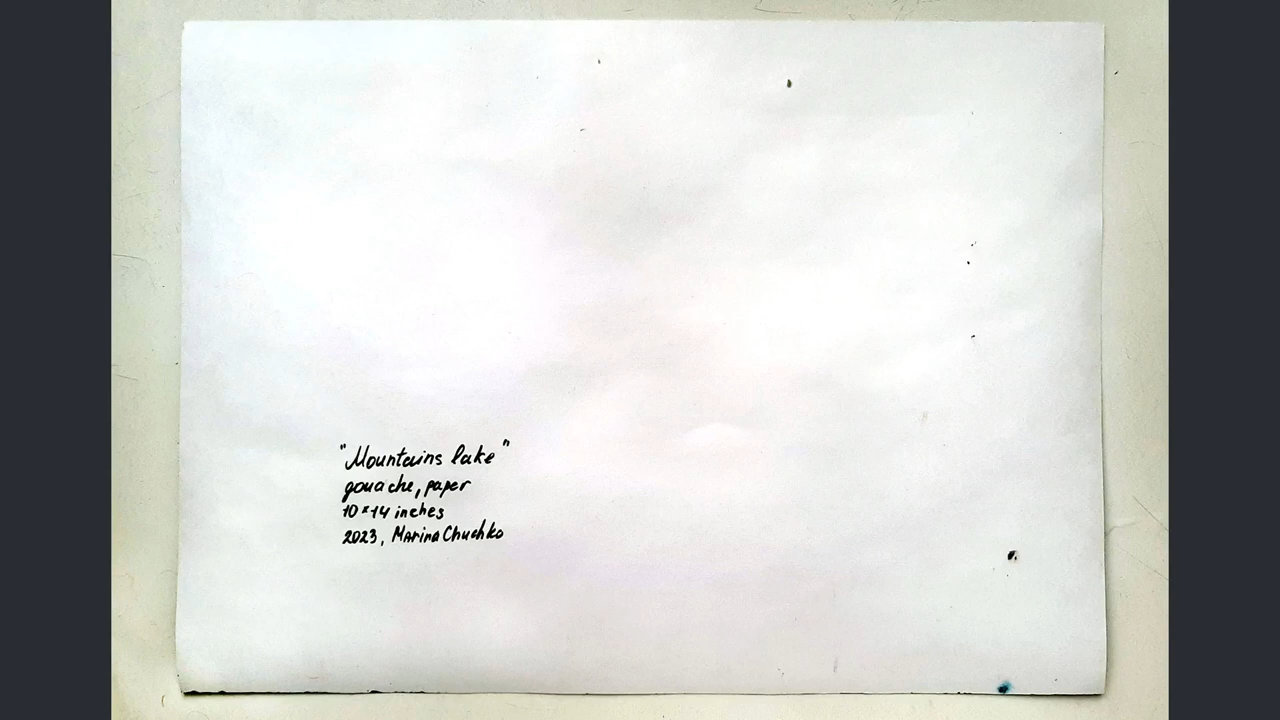 "Mountains lake"
gouache, paper
10×14 inches
2023, Marina Chuchko